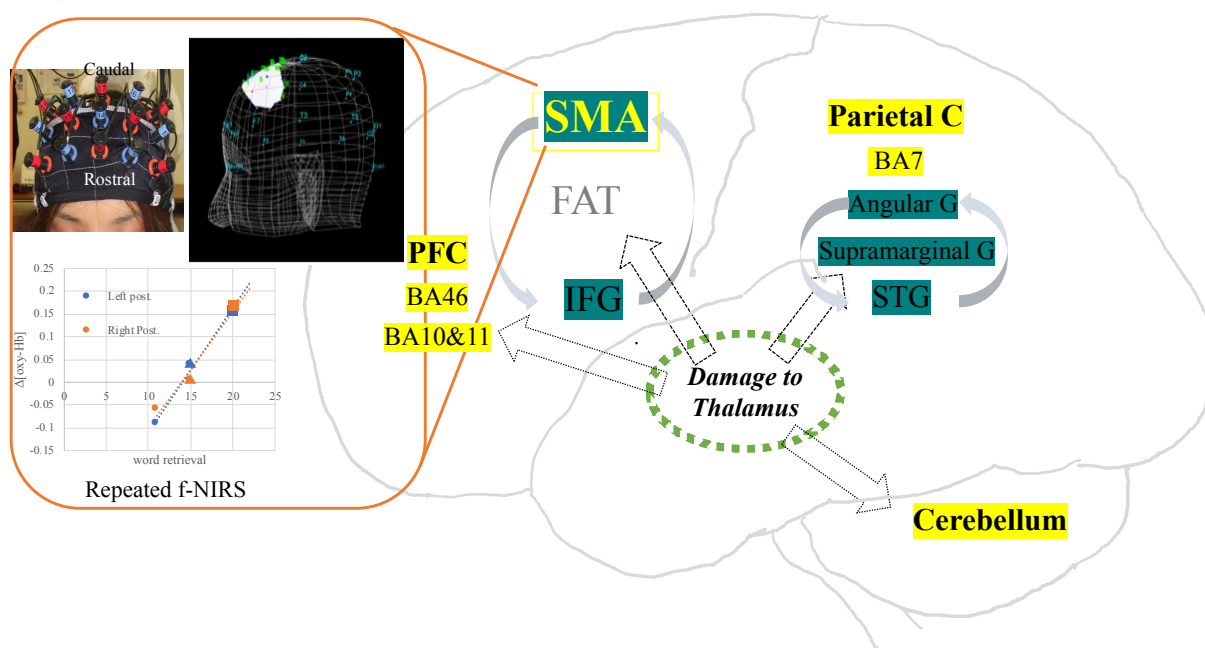 Caudal
Rostral
0.25
0.2
0.15
0.1
0.05
0
-0.05
-0.1
-0.15
Δ[oxy-Hb]
Left post.
Right Post.
0
5
10
15
20
25
word retrieval
Repeated f-NIRS
SMA
FAT
IFG
PFC
BA46
BA10&11
Parietal C
BA7
Angular G
Supramarginal G
STG
Damage to
Thalamus
Cerebellum